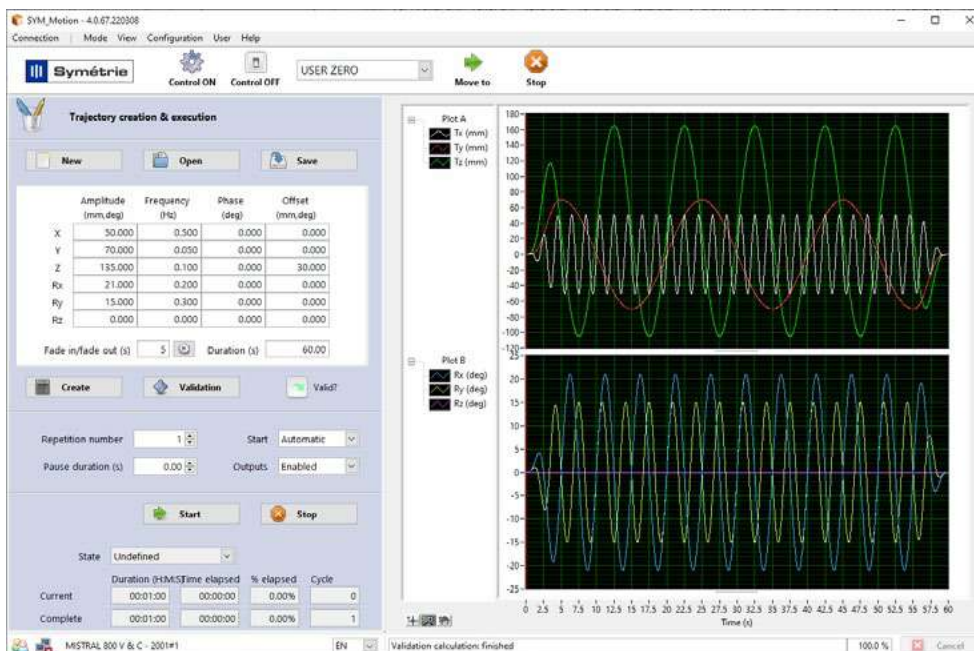 SYM_Motion - 4.0.67.220308
Connection Mode View Configuration User Help
Symétrie
Control ON Control OFF USER ZERO Move to Stop
Trajectory creation & execution
New Open Save
Amplitude Frequency Phase Offset
(mm,deg) (Hz) (deg) (mm,deg)
X 50.000 0.500 0.000 0.000
Y 70.000 0.050 0.000 0.000
Z 135.000 0.100 0.000 30.000
Rx 21.000 0.200 0.000 0.000
Ry 15.000 0.300 0.000 0.000
Rz 0.000 0.000 0.000 0.000
Fade in/fade out (s) 5 Duration (s) 60.00
Create Validation Valid?
Repetition number 1 Start Automatic
Pause duration (s) 0.00 Outputs Enabled
Start Stop
State Undefined
Duration (H:M:S) Time elapsed % elapsed Cycle
Current 00:01:00 00:00:00 0.00% 0
Complete 00:01:00 00:00:00 0.00% 1
Plot A
Tx (mm)
Ty (mm)
Tz (mm)
180
160
140
120
100
80
60
40
20
0
-20
-40
-60
-80
-100
-120
Plot B
Rx (deg)
Ry (deg)
Rz (deg)
25
20
15
10
5
0
-5
-10
-15
-20
-25
0 2.5 5 7.5 10 12.5 15 17.5 20 22.5 25 27.5 30 32.5 35 37.5 40 42.5 45 47.5 50 52.5 55 57.5 60
Time (s)
MISTRAL 800 V & C - 2001#1 EN Validation calculation: finished 100.0 % Cancel